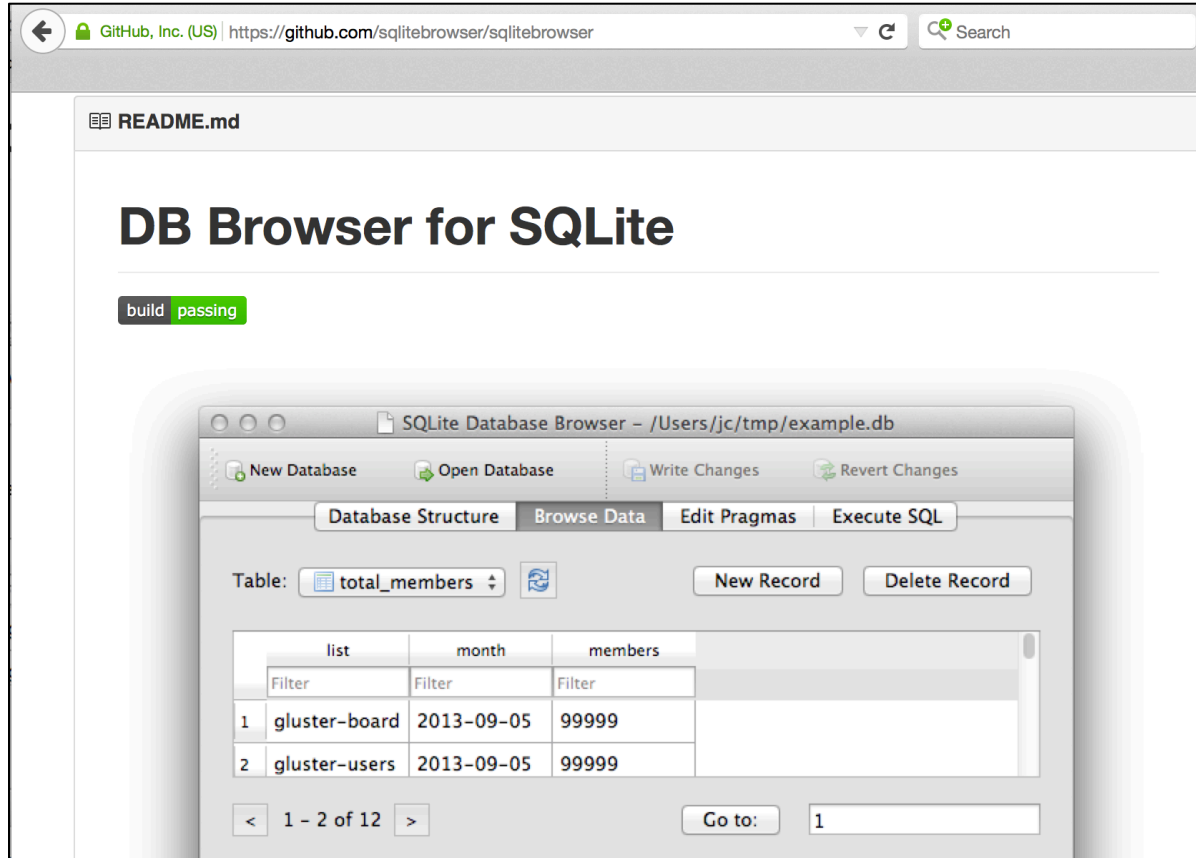 GitHub, Inc. (US) https://github.com/sqlitebrowser/sqlitebrowser Search
README.md
DB Browser for SQLite
build passing
SQLite Database Browser – /Users/jc/tmp/example.db
New Database Open Database Write Changes Revert Changes
Database Structure Browse Data Edit Pragmas Execute SQL
Table: total_members New Record Delete Record
list month members
Filter Filter Filter
1 gluster-board 2013-09-05 99999
2 gluster-users 2013-09-05 99999
< 1 – 2 of 12 > Go to: 1